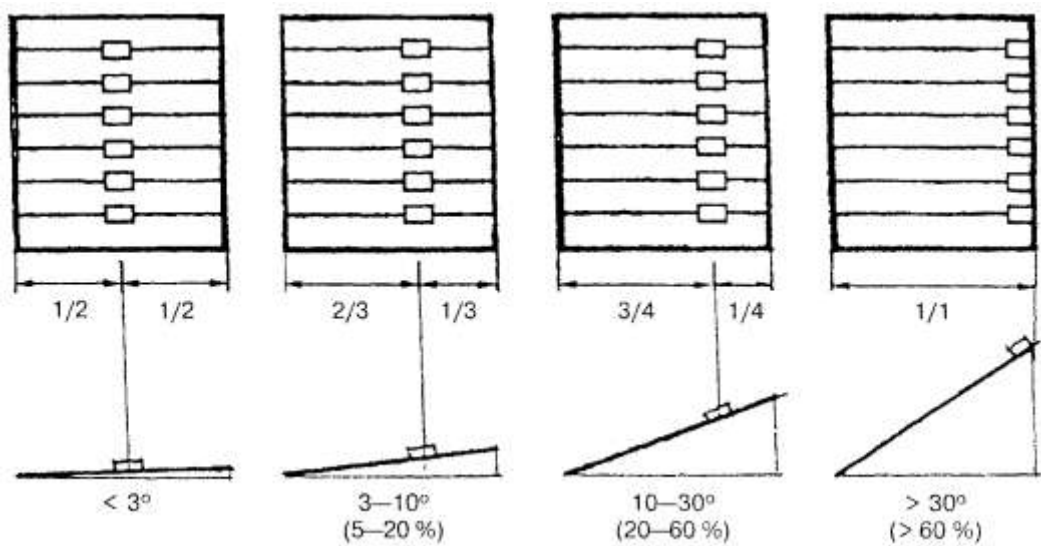 1/2 1/2 2/3 1/3 3/4 1/4 1/1
< 3° 3—10° 10—30° > 30°
(5—20 %) (20—60 %) (> 60 %)